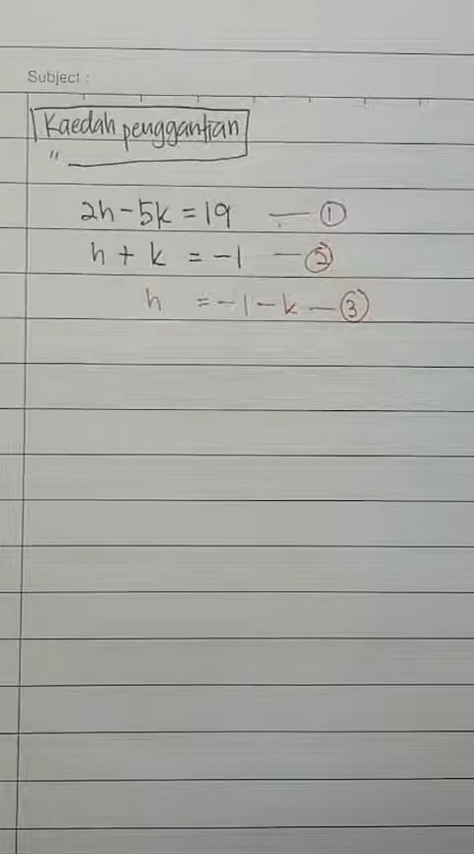 Subject :
Kaedah penggantian
"
2h - 5k = 19 — ①
h + k = -1 — ②
h = -1 - k — ③